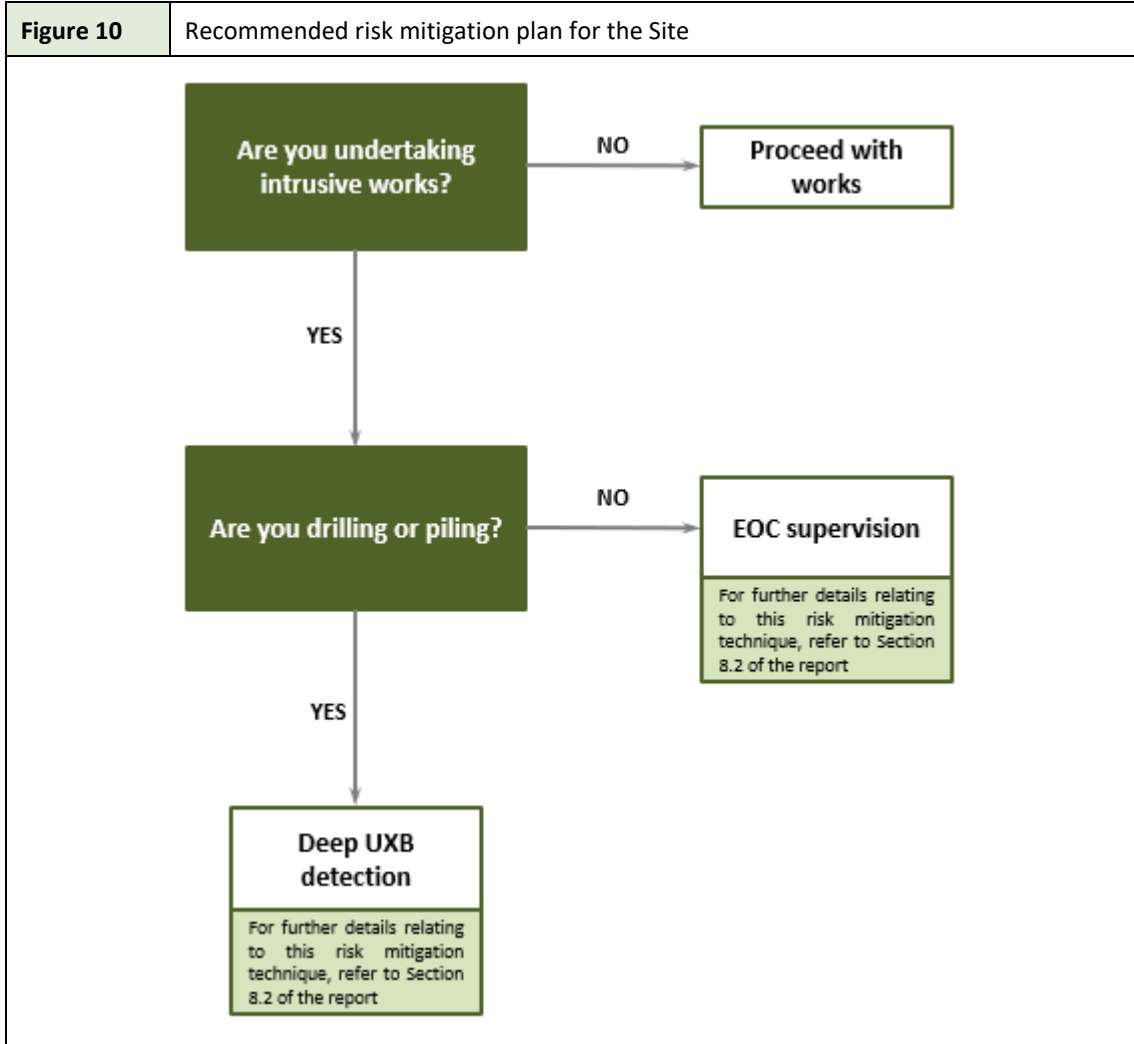 Figure 10
Recommended risk mitigation plan for the Site
Are you undertaking
intrusive works?
NO
Proceed with
works
YES
Are you drilling or piling?
NO
EOC supervision
For further details relating
to this risk mitigation
technique, refer to Section
8.2 of the report
YES
Deep UXB
detection
For further details relating
to this risk mitigation
technique, refer to Section
8.2 of the report